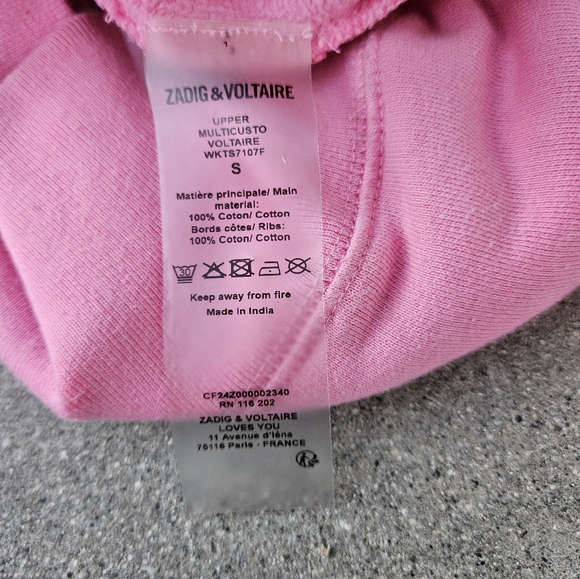 1
ZADIG & VOLTAIRE
UPPER
MULTICUSTO
VOLTAIRE
WKTS7107F
S
Matière principale/ Main
material:
100% Coton/ Cotton
Bords côtes/ Ribs:
100% Coton/ Cotton
30
Keep away from fire
Made in India
CF24Z000002340
RN 116 202
ZADIG & VOLTAIRE
LOVES YOU
11 Avenue d'Iéna
75116 Paris - FRANCE